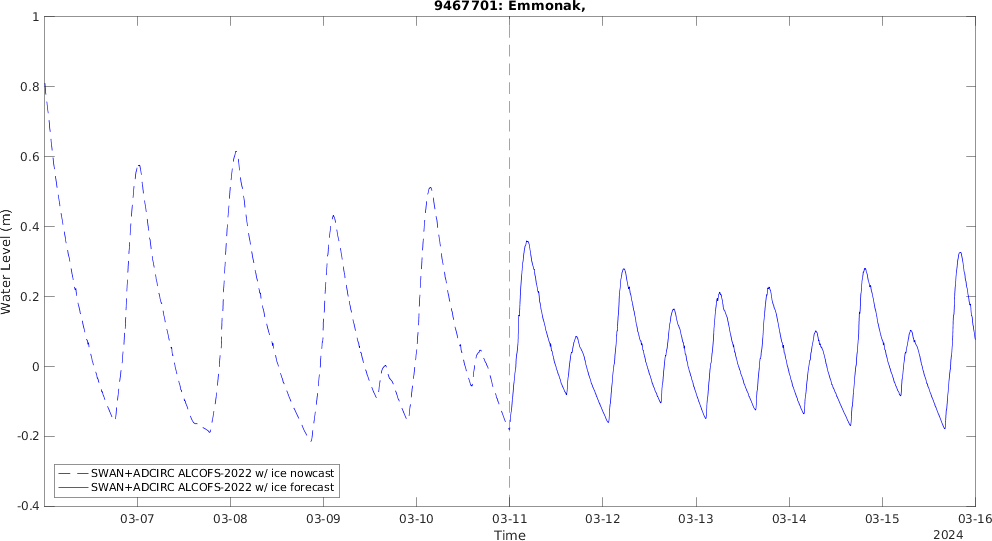 9467701: Emmonak,
1
0.8
0.6
0.4
0.2
0
-0.2
-0.4
Water Level (m)
SWAN+ADCIRC ALCOFS-2022 w/ ice nowcast
SWAN+ADCIRC ALCOFS-2022 w/ ice forecast
03-07 03-08 03-09 03-10 03-11 03-12 03-13 03-14 03-15 03-16
Time
2024